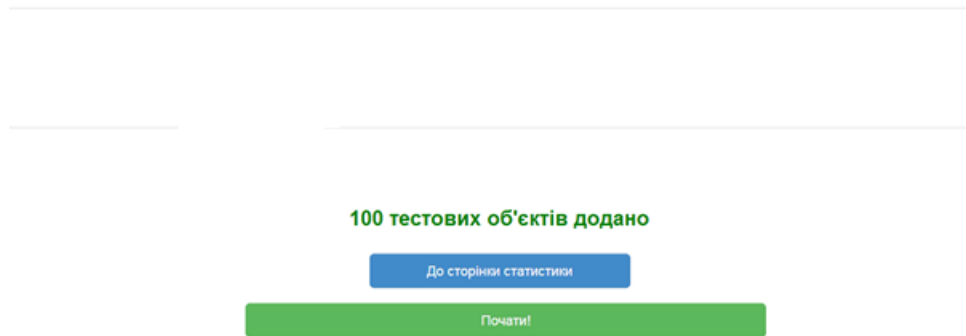 100 тестових об'єктів додано
До сторінки статистики
Почати!